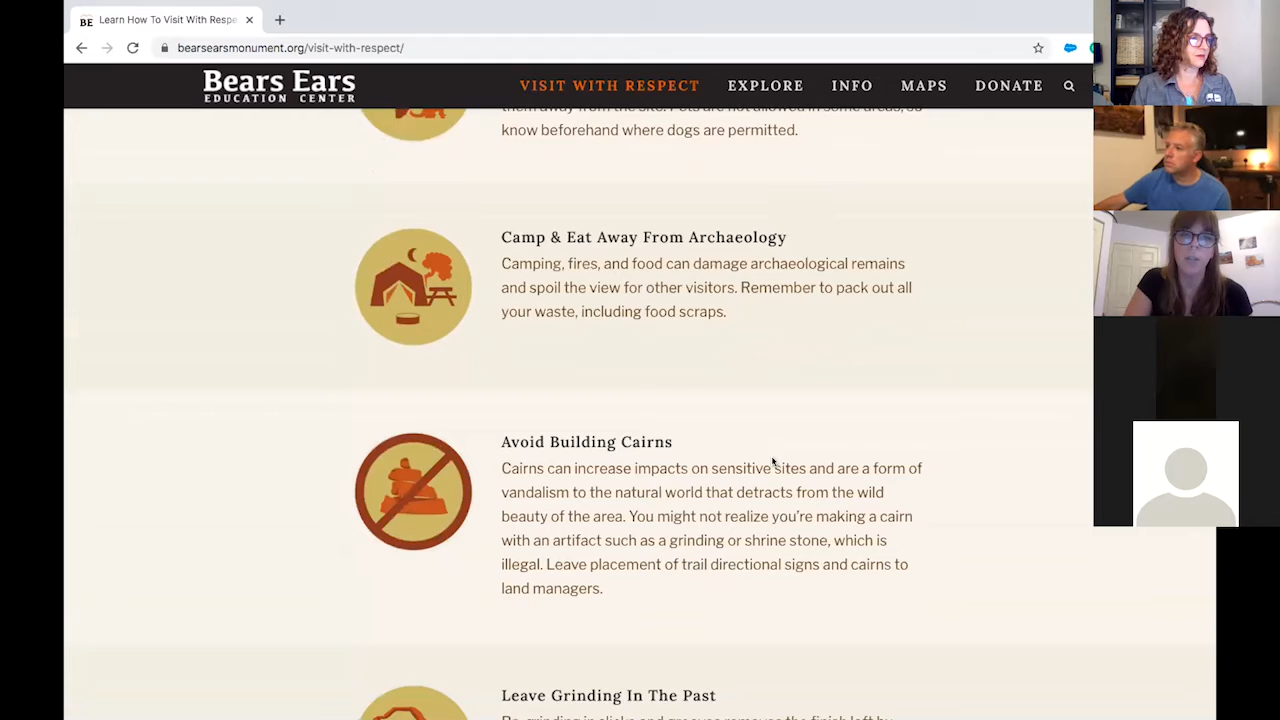 BE Learn How To Visit With Respe
bearsearsmonument.org/visit-with-respect/
Bears Ears
EDUCATION CENTER
VISIT WITH RESPECT EXPLORE INFO MAPS DONATE
know beforehand where dogs are permitted.
Camp & Eat Away From Archaeology
Camping, fires, and food can damage archaeological remains
and spoil the view for other visitors. Remember to pack out all
your waste, including food scraps.
Avoid Building Cairns
Cairns can increase impacts on sensitive sites and are a form of
vandalism to the natural world that detracts from the wild
beauty of the area. You might not realize you're making a cairn
with an artifact such as a grinding or shrine stone, which is
illegal. Leave placement of trail directional signs and cairns to
land managers.
Leave Grinding In The Past